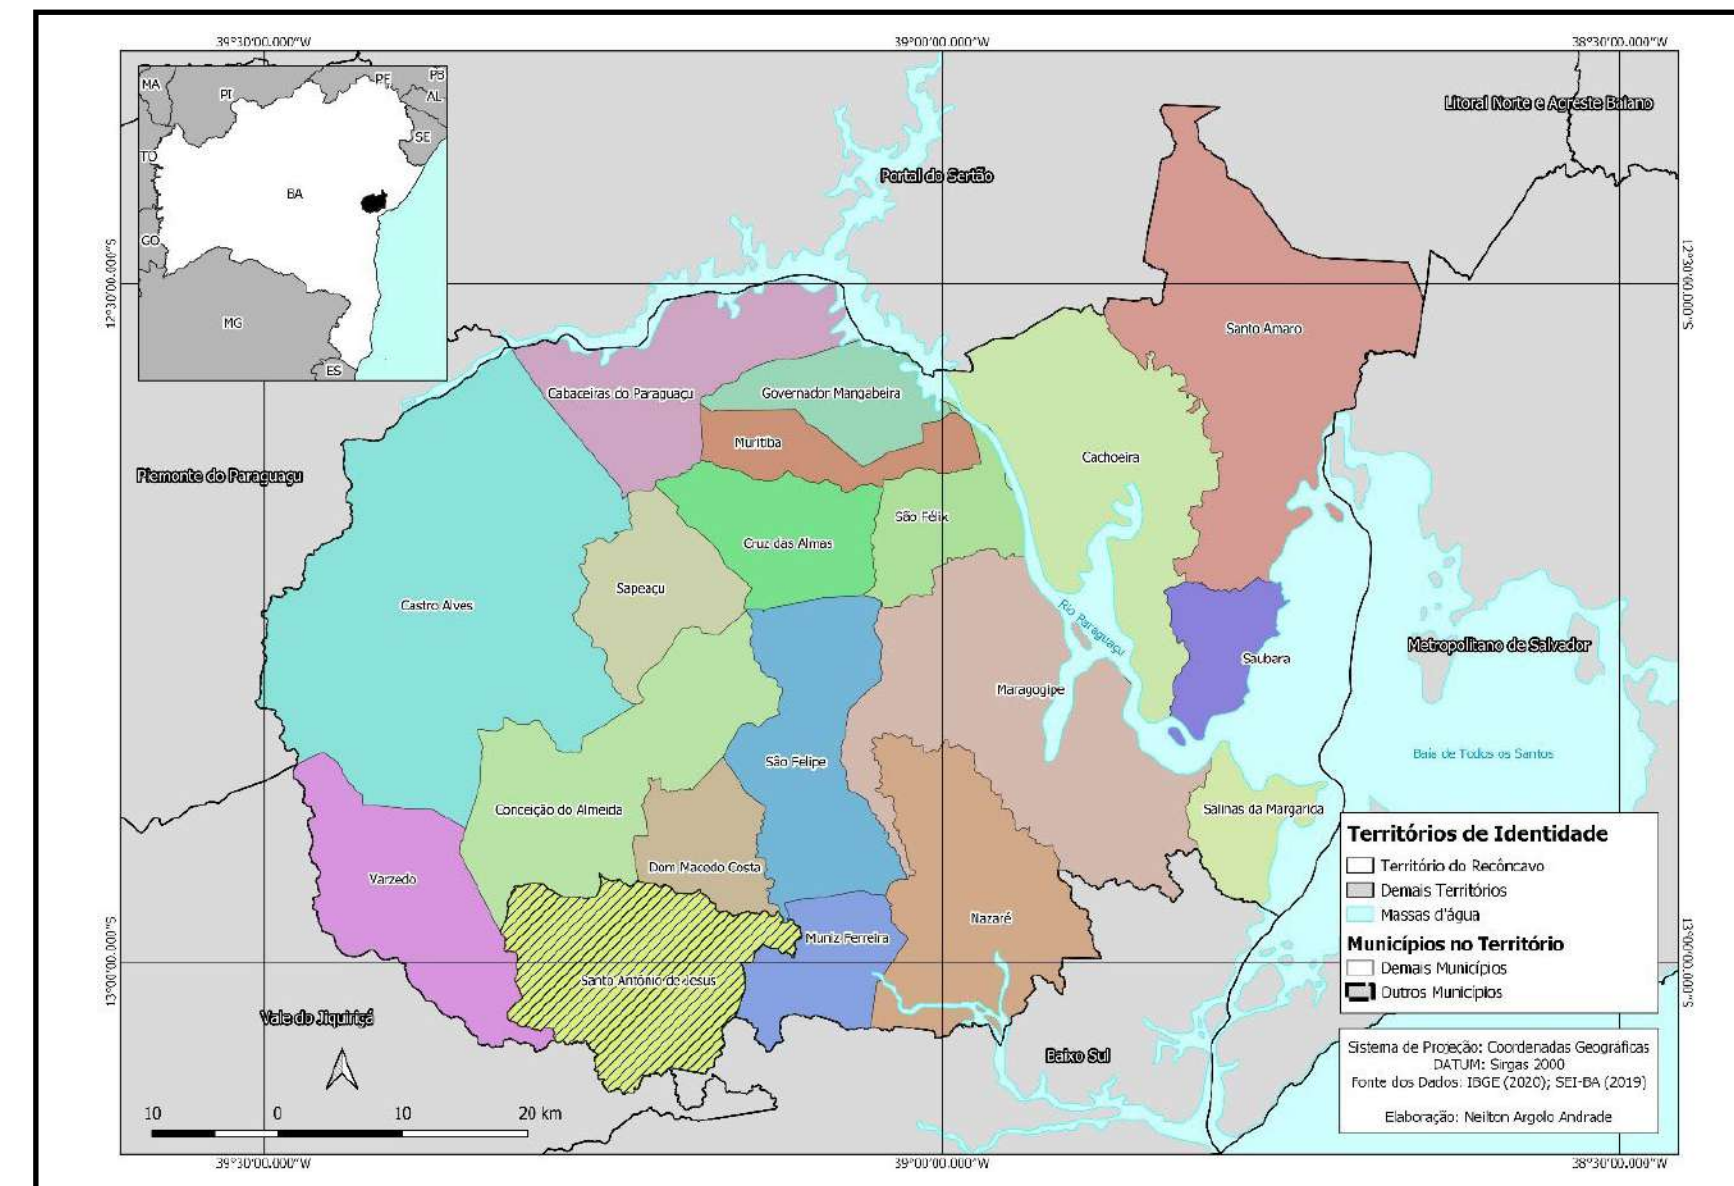 39°30'00.000"W
39°00'00.000"W
38°30'00.000"W
MA
PI
PE
PB
AL
SE
TO
BA
GO
MG
ES
Litoral Norte e Agreste Baiano
Portal do Sertão
12°30'00.000"S
12°30'00.000"S
Santo Amaro
Cabaceiras do Paraguaçu
Governador Mangabeira
Muritiba
Cachoeira
Piemonte do Paraguaçu
São Félix
Cruz das Almas
Sapeaçu
Castro Alves
Rio Paraguaçu
Metropolitano de Salvador
Saubara
Maragogipe
Baía de Todos os Santos
São Felipe
Conceição do Almeida
Salinas da Margarida
Dom Macedo Costa
Varzedo
Nazaré
Muniz Ferreira
Santo Antônio de Jesus
13°00'00.000"S
13°00'00.000"S
Vale do Jiquiriçá
Baixo Sul
Territórios de Identidade
Território do Recôncavo
Demais Territórios
Massas d'água
Municípios no Território
Demais Municípios
Outros Municípios
Sistema de Projeção: Coordenadas Geográficas
DATUM: Sirgas 2000
Fonte dos Dados: IBGE (2020); SEI-BA (2019)
Elaboração: Neilton Argolo Andrade
10 0 10 20 km
39°30'00.000"W
39°00'00.000"W
38°30'00.000"W